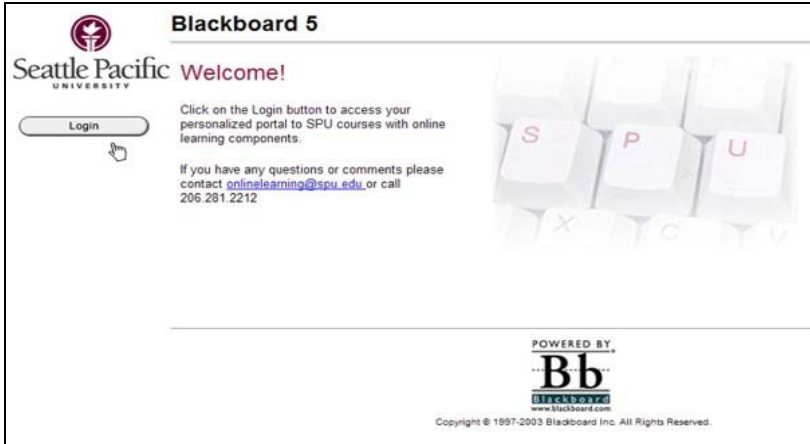 Blackboard 5
Seattle Pacific
UNIVERSITY
Login
Welcome!
Click on the Login button to access your
personalized portal to SPU courses with online
learning components.
If you have any questions or comments please
contact onlinelearning@spu.edu or call
206.281.2212
S P U
X C V
POWERED BY
Bb
Blackboard
www.blackboard.com
Copyright © 1997-2003 Blackboard Inc. All Rights Reserved.